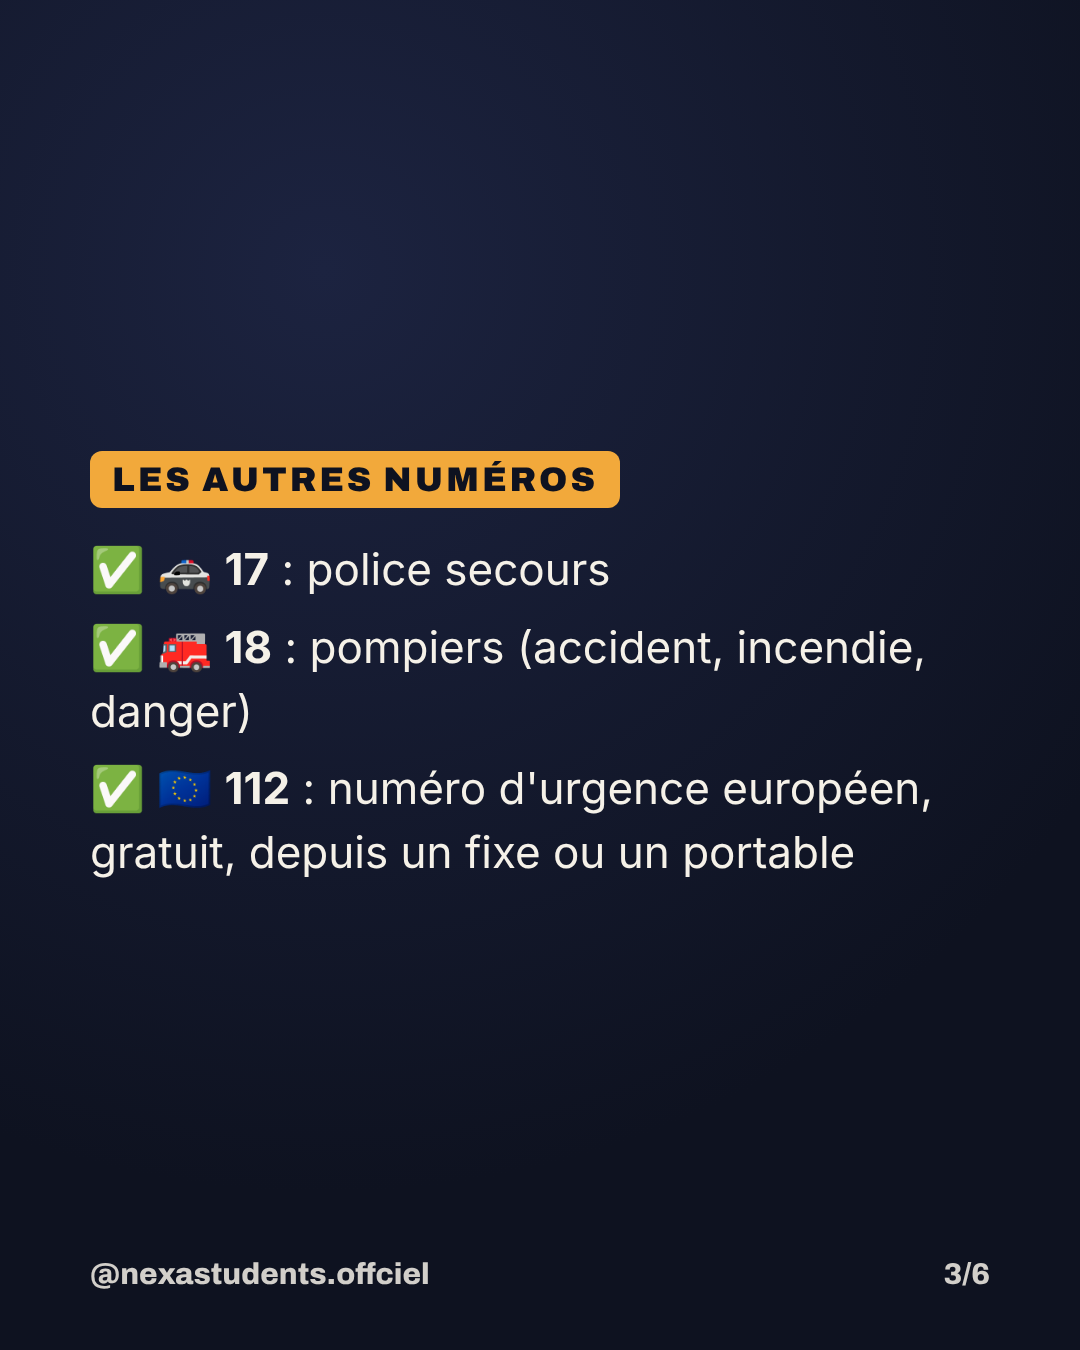 LES AUTRES NUMÉROS
✅ 🚓 17 : police secours
✅ 🚒 18 : pompiers (accident, incendie,
danger)
✅ 🇪🇺 112 : numéro d'urgence européen,
gratuit, depuis un fixe ou un portable
@nexastudents.offciel
3/6